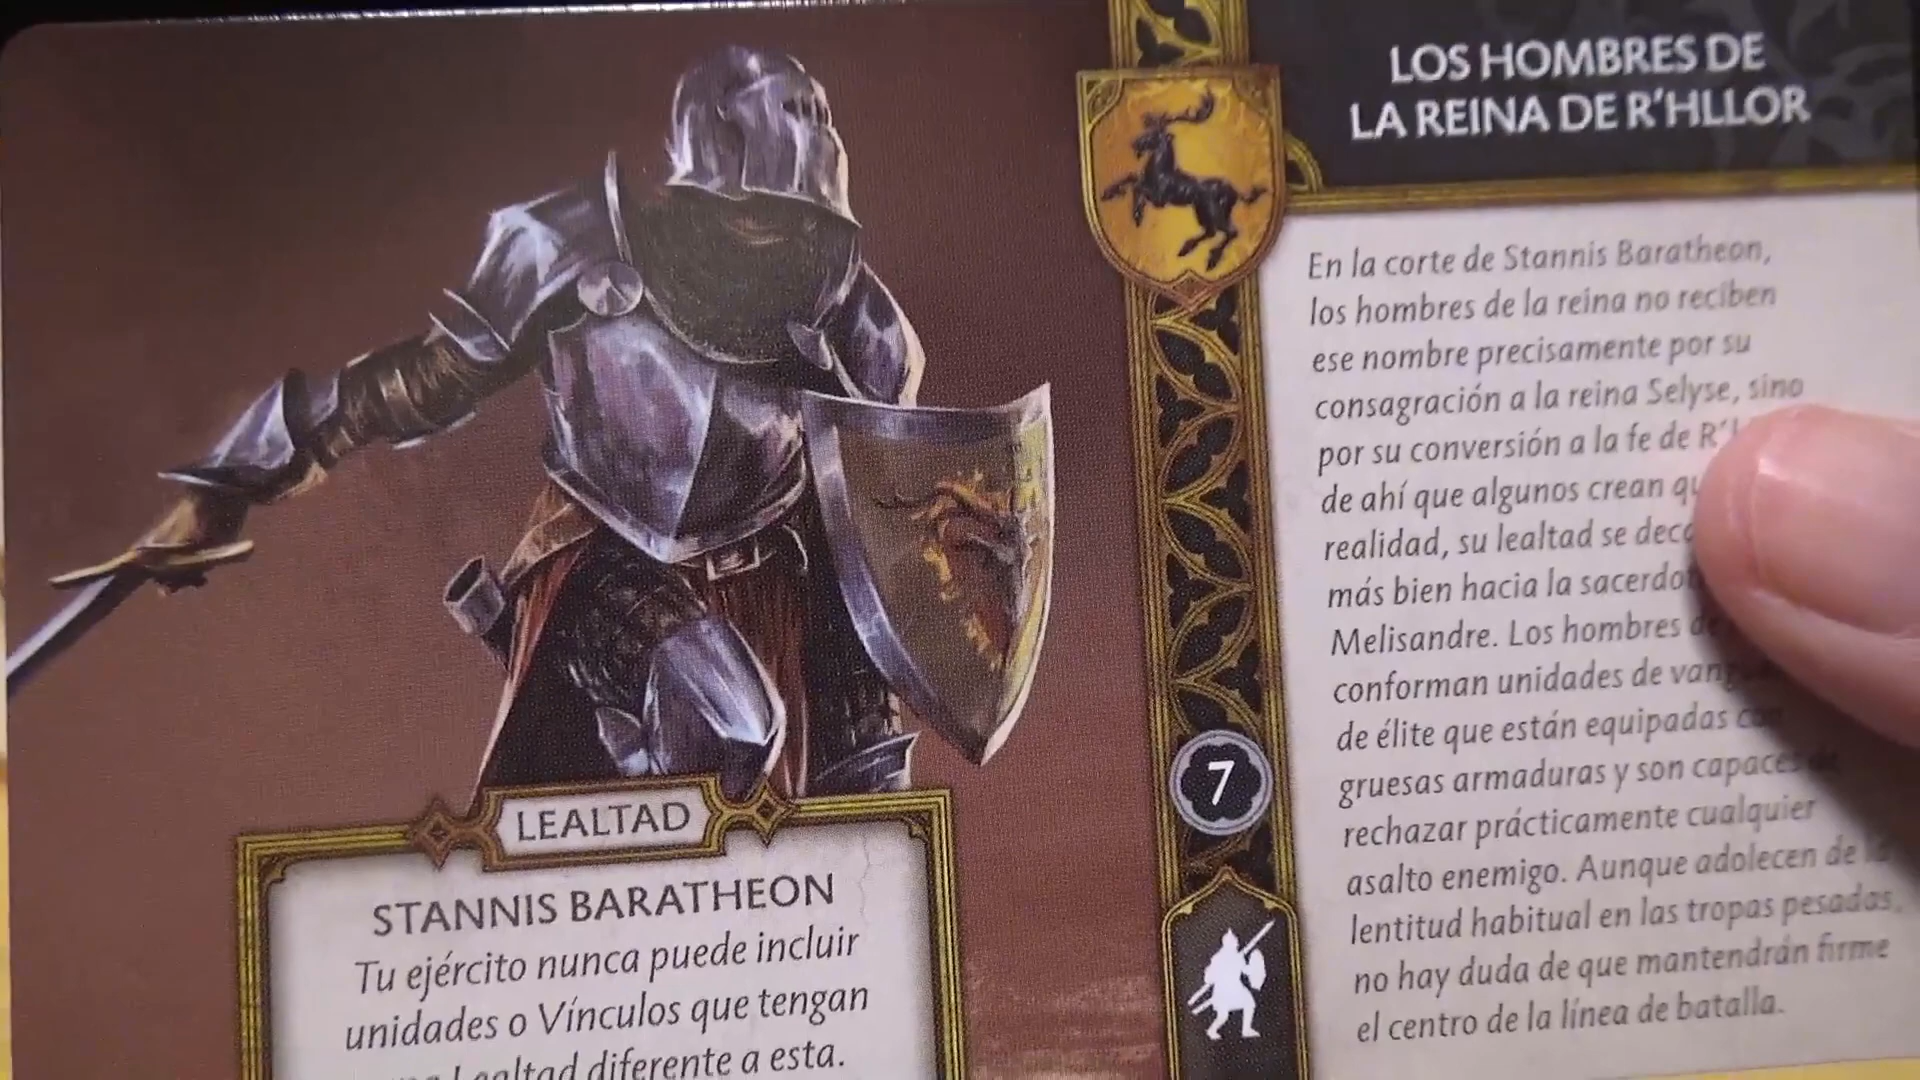 LOS HOMBRES DE
LA REINA DE R'HLLOR
En la corte de Stannis Baratheon,
los hombres de la reina no reciben
ese nombre precisamente por su
consagración a la reina Selyse, sino
por su conversión a la fe de
de ahí que algunos crean
realidad, su lealtad se
más bien hacia la
Melisandre. Los hombres
conforman unidades de
de élite que están equipadas
gruesas armaduras y son capaces
rechazar prácticamente cualquier
asalto enemigo. Aunque adolecen de la
lentitud habitual en las tropas pesadas,
no hay duda de que mantendrán firme
el centro de la línea de batalla.
7
LEALTAD
STANNIS BARATHEON
Tu ejército nunca puede incluir
unidades o Vínculos que tengan
Lealtad diferente a esta.